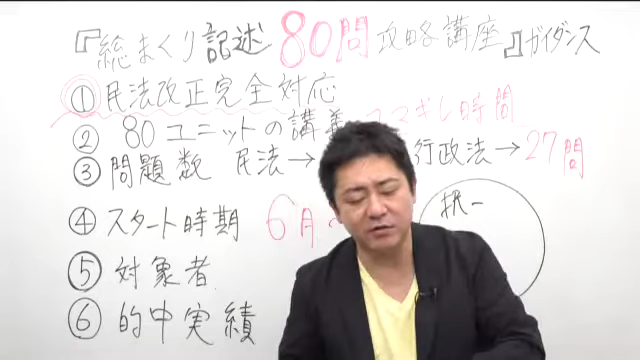 『総まくり記述80問攻略講座』ガイダンス
①民法改正完全対応
②80ユニットの講義 スキマ時間
③問題数 民法→ 行政法→27問
④スタート時期 6月〜
⑤対象者
⑥的中実績
択一